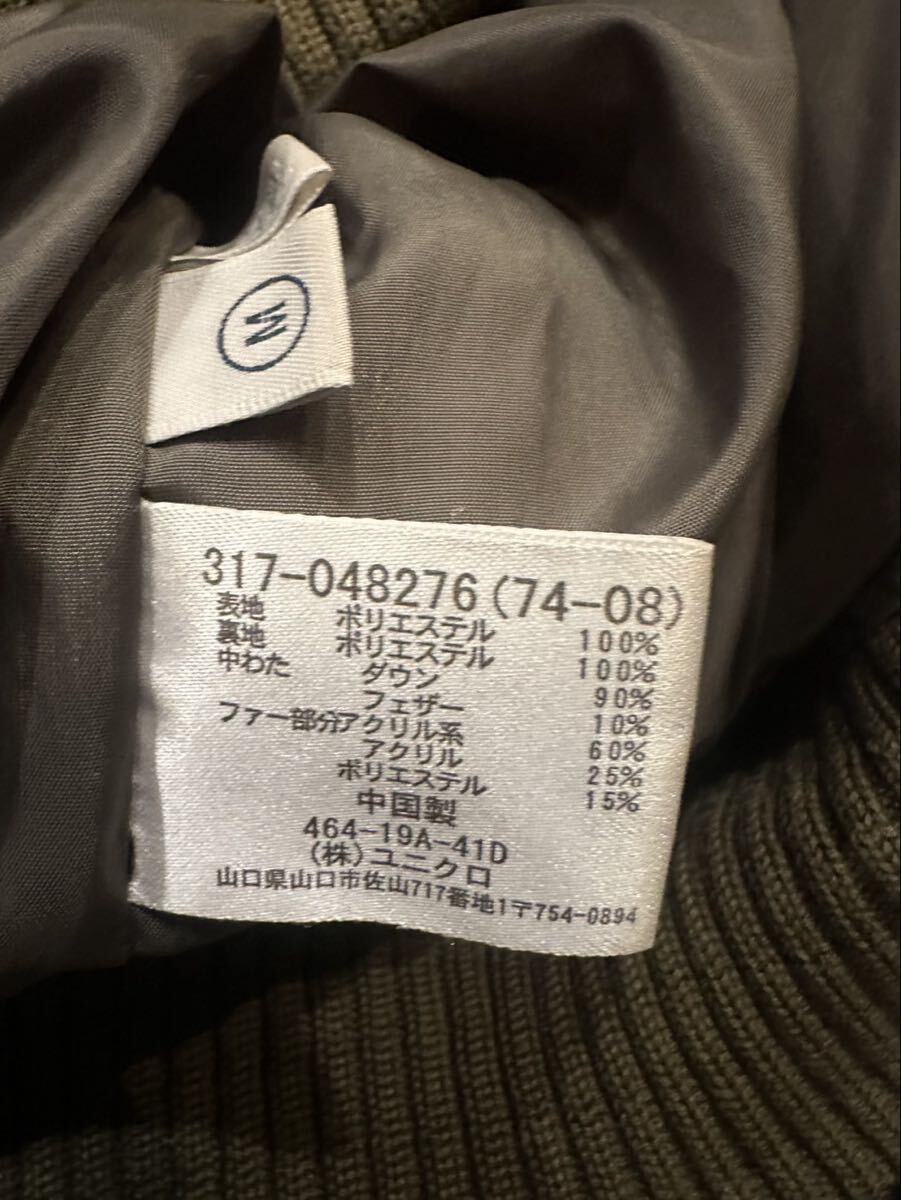 M
317-048276(74-08)
表地 ポリエステル 100%
裏地 ポリエステル 100%
中わた ダウン 90%
フェザー 10%
ファー部分アクリル系 60%
アクリル 25%
ポリエステル 15%
中国製
464-19A-41D
(株)ユニクロ
山口県山口市佐山717番地1〒754-0894